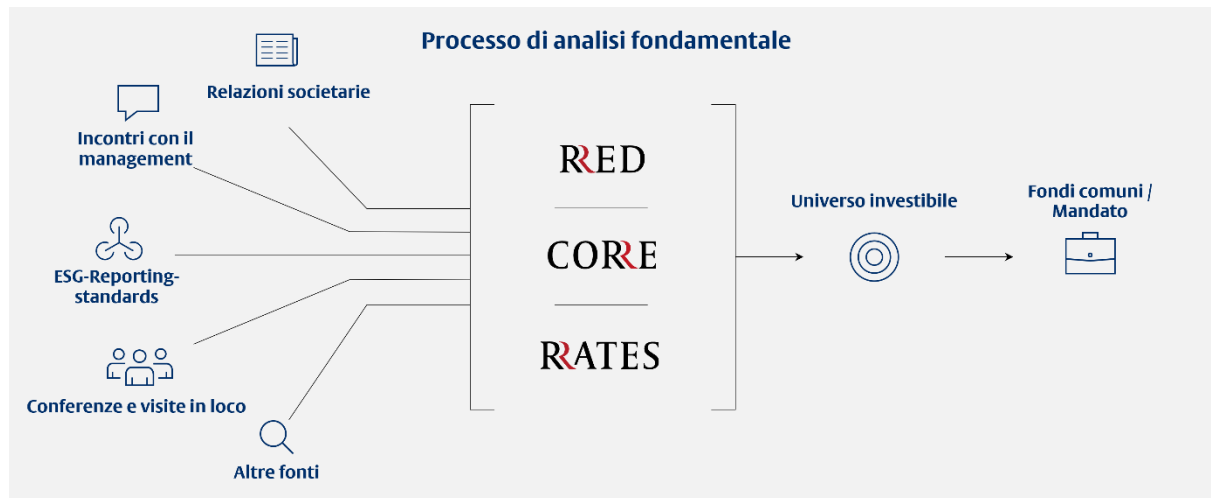 Processo di analisi fondamentale
Relazioni societarie
Incontri con il
management
ESG-Reporting-
standards
Conferenze e visite in loco
Altre fonti
RRED
CORRE
RRATES
Universo investibile
Fondi comuni /
Mandato